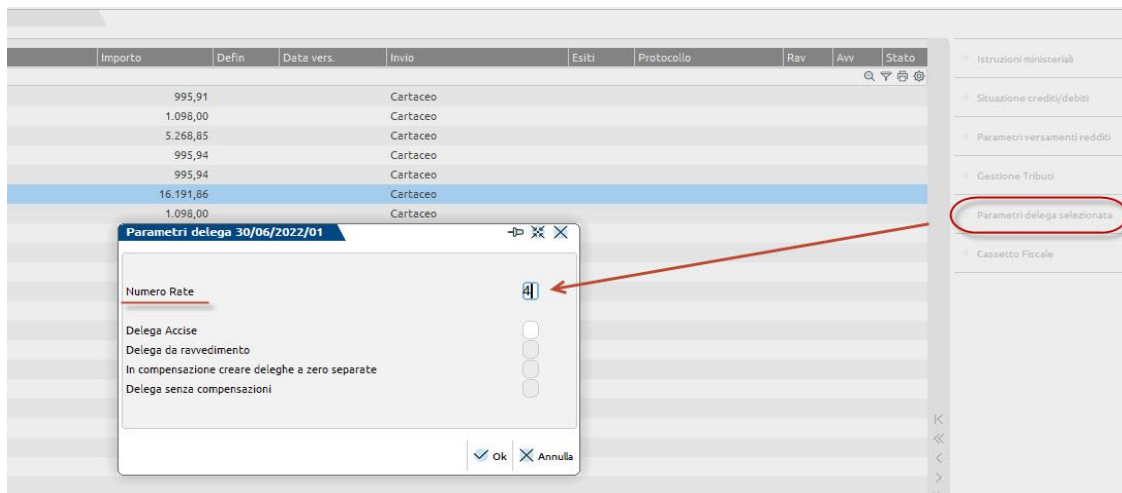 Importo Defin Data vers. Invio Esiti Protocollo Rav Avv Stato
995,91 Cartaceo
1.098,00 Cartaceo
5.268,85 Cartaceo
995,94 Cartaceo
995,94 Cartaceo
16.191,86 Cartaceo
1.098,00 Cartaceo
Parametri delega 30/06/2022/01
Numero Rate 4
Delega Accise
Delega da ravvedimento
In compensazione creare deleghe a zero separate
Delega senza compensazioni
Ok Annulla
Istruzioni ministeriali
Situazione crediti/debiti
Parametri versamenti redditi
Gestione Tributi
Parametri delega selezionata
Cassetto Fiscale